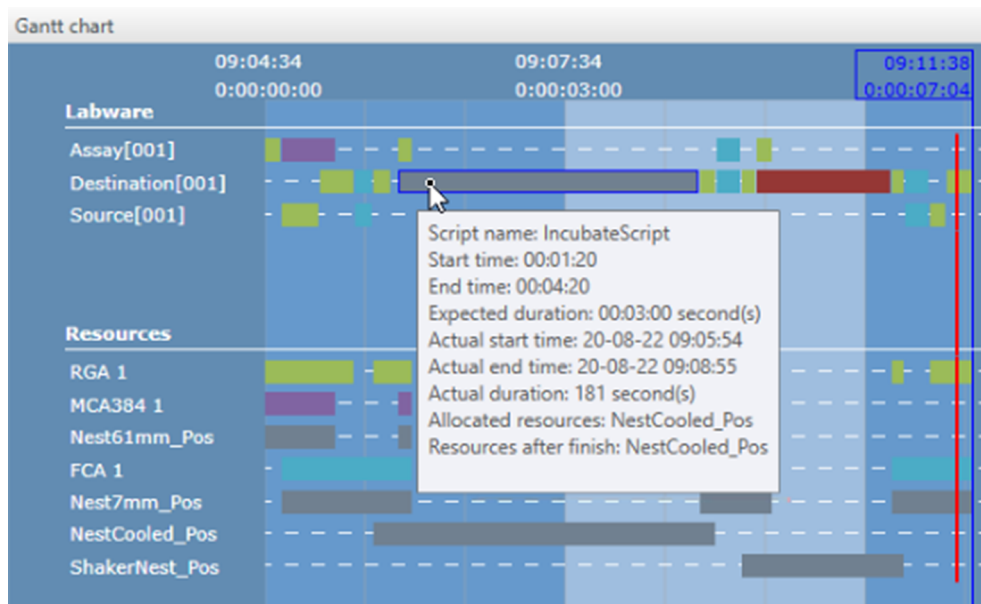 Gantt chart
09:04:34 09:07:34 09:11:38
0:00:00:00 0:00:03:00 0:00:07:04
Labware
Assay[001]
Destination[001]
Source[001]
Script name: IncubateScript
Start time: 00:01:20
End time: 00:04:20
Expected duration: 00:03:00 second(s)
Actual start time: 20-08-22 09:05:54
Actual end time: 20-08-22 09:08:55
Actual duration: 181 second(s)
Allocated resources: NestCooled_Pos
Resources after finish: NestCooled_Pos
Resources
RGA 1
MCA384 1
Nest61mm_Pos
FCA 1
Nest7mm_Pos
NestCooled_Pos
ShakerNest_Pos